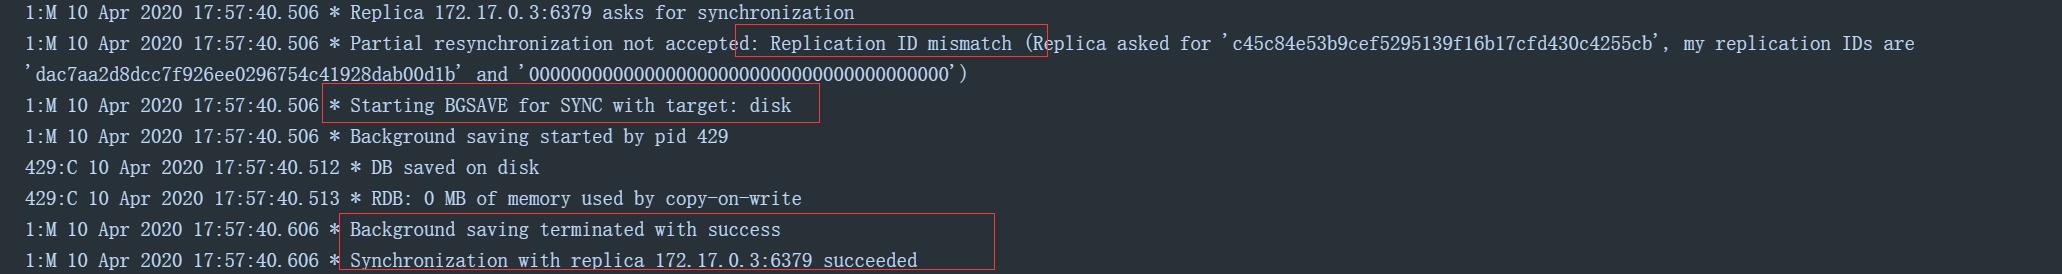 1:M 10 Apr 2020 17:57:40.506 * Replica 172.17.0.3:6379 asks for synchronization
1:M 10 Apr 2020 17:57:40.506 * Partial resynchronization not accepted: Replication ID mismatch (Replica asked for 'c45c84e53b9cef5295139f16b17cfd430c4255cb', my replication IDs are
'dac7aa2d8dcc7f926ee0296754c41928dab00d1b' and '0000000000000000000000000000000000000000')
1:M 10 Apr 2020 17:57:40.506 * Starting BGSAVE for SYNC with target: disk
1:M 10 Apr 2020 17:57:40.506 * Background saving started by pid 429
429:C 10 Apr 2020 17:57:40.512 * DB saved on disk
429:C 10 Apr 2020 17:57:40.513 * RDB: 0 MB of memory used by copy-on-write
1:M 10 Apr 2020 17:57:40.606 * Background saving terminated with success
1:M 10 Apr 2020 17:57:40.606 * Synchronization with replica 172.17.0.3:6379 succeeded